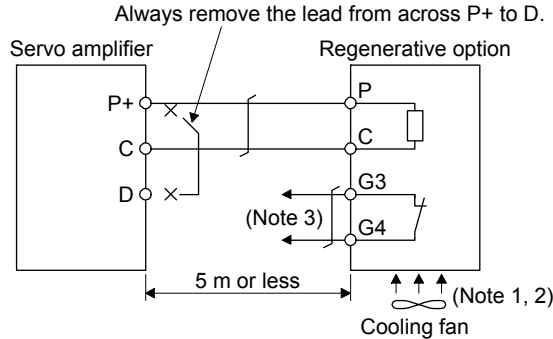 Always remove the lead from across P+ to D.
Servo amplifier
Regenerative option
P+
P
C
C
D
G3
(Note 3)
G4
5 m or less
(Note 1, 2)
Cooling fan